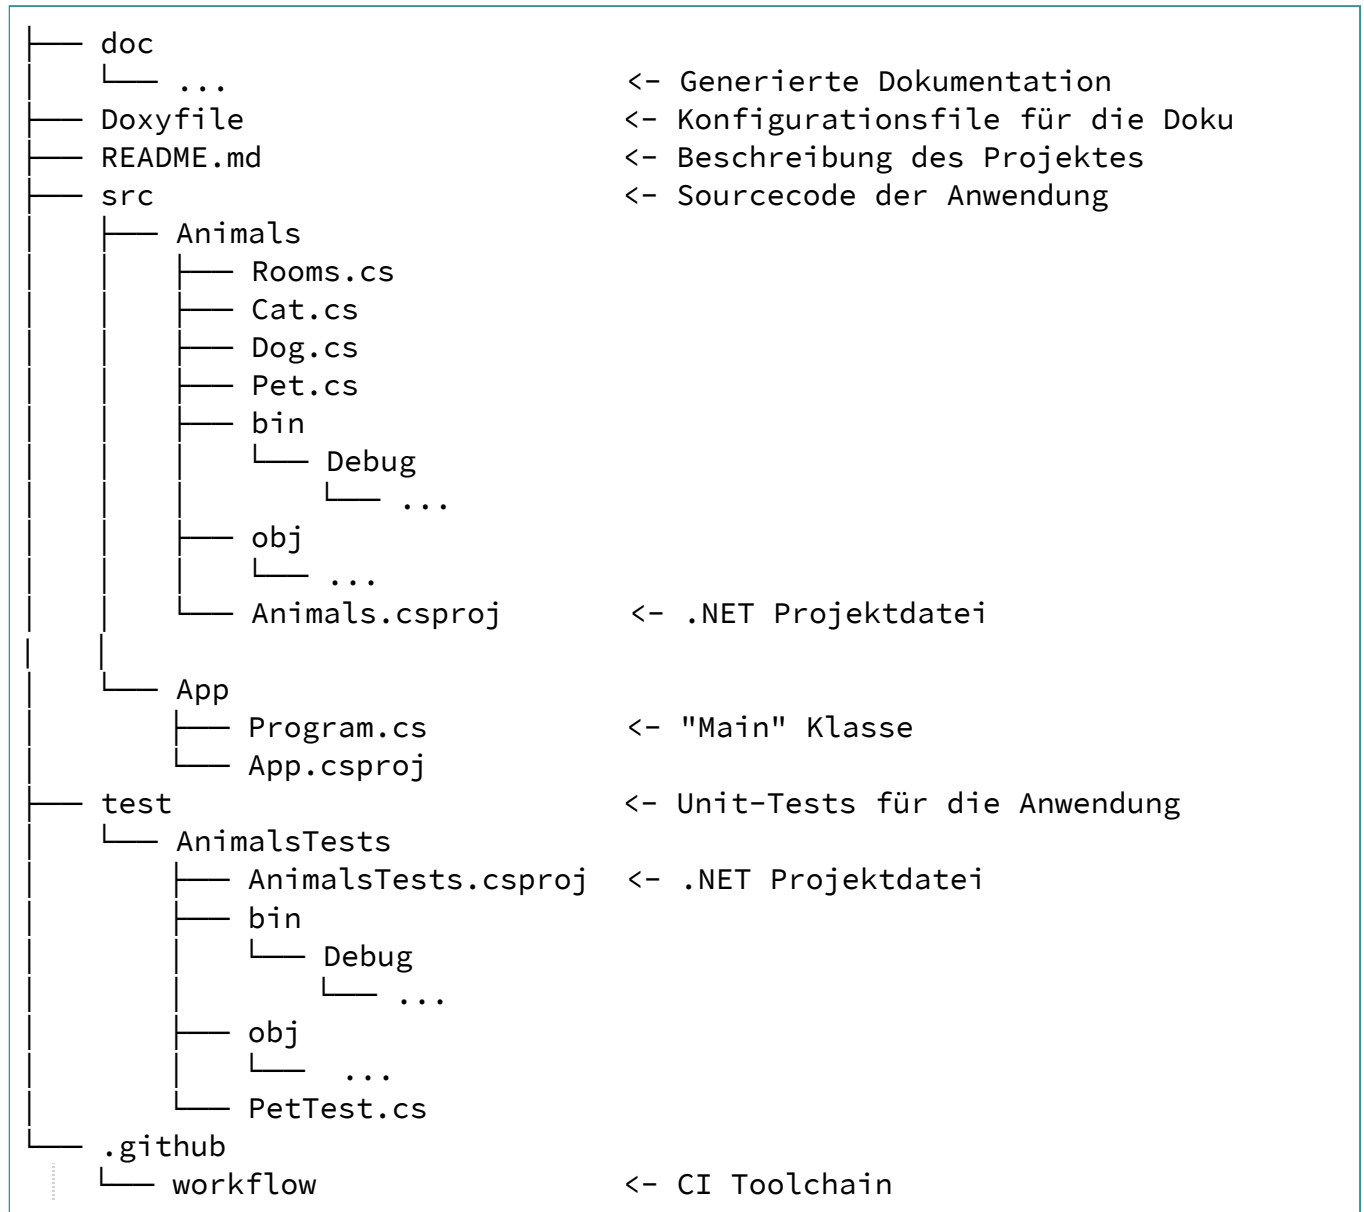 ├── doc
│   └── ...                     <- Generierte Dokumentation
├── Doxyfile                    <- Konfigurationsfile für die Doku
├── README.md                   <- Beschreibung des Projektes
├── src                         <- Sourcecode der Anwendung
│   ├── Animals
│   │   ├── Rooms.cs
│   │   ├── Cat.cs
│   │   ├── Dog.cs
│   │   ├── Pet.cs
│   │   ├── bin
│   │   │   └── Debug
│   │   │       └── ...
│   │   ├── obj
│   │   │   └── ...
│   │   └── Animals.csproj       <- .NET Projektdatei
│   │
│   └── App
│       ├── Program.cs          <- "Main" Klasse
│       └── App.csproj
├── test                        <- Unit-Tests für die Anwendung
│   └── AnimalsTests
│       ├── AnimalsTests.csproj <- .NET Projektdatei
│       ├── bin
│       │   └── Debug
│       │       └── ...
│       ├── obj
│       │   └──  ...
│       └── PetTest.cs
└── .github
    └── workflow                <- CI Toolchain